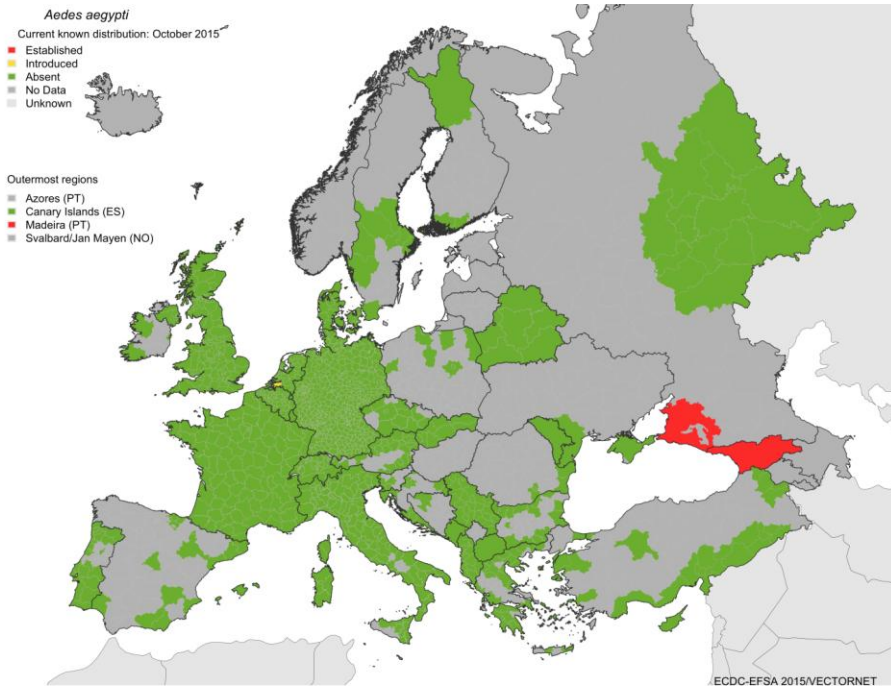 Aedes aegypti
Current known distribution: October 2015
Established
Introduced
Absent
No Data
Unknown
Outermost regions
Azores (PT)
Canary Islands (ES)
Madeira (PT)
Svalbard/Jan Mayen (NO)
ECDC-EFSA 2015/VECTORNET